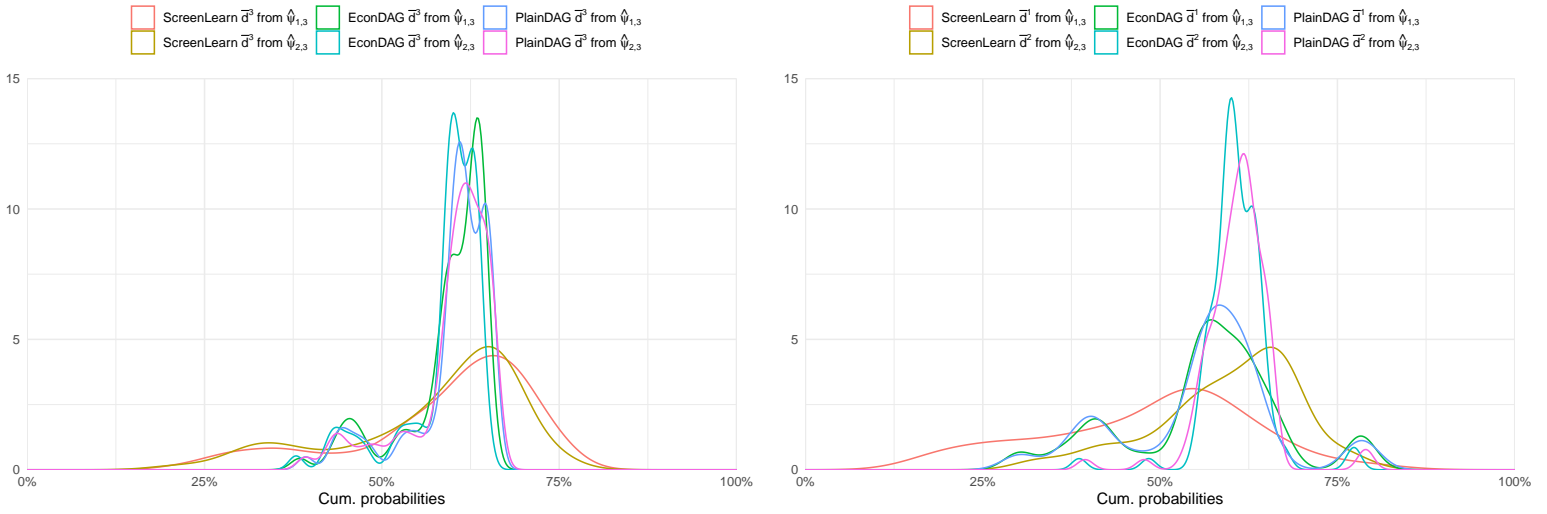 ScreenLearn d̅³ from ψ̂₁,₃ EconDAG d̅³ from ψ̂₁,₃ PlainDAG d̅³ from ψ̂₁,₃
ScreenLearn d̅³ from ψ̂₂,₃ EconDAG d̅³ from ψ̂₂,₃ PlainDAG d̅³ from ψ̂₂,₃
15
10
5
0
0% 25% 50% 75% 100%
Cum. probabilities
ScreenLearn d̅¹ from ψ̂₁,₃ EconDAG d̅¹ from ψ̂₁,₃ PlainDAG d̅¹ from ψ̂₁,₃
ScreenLearn d̅² from ψ̂₂,₃ EconDAG d̅² from ψ̂₂,₃ PlainDAG d̅² from ψ̂₂,₃
15
10
5
0
0% 25% 50% 75% 100%
Cum. probabilities